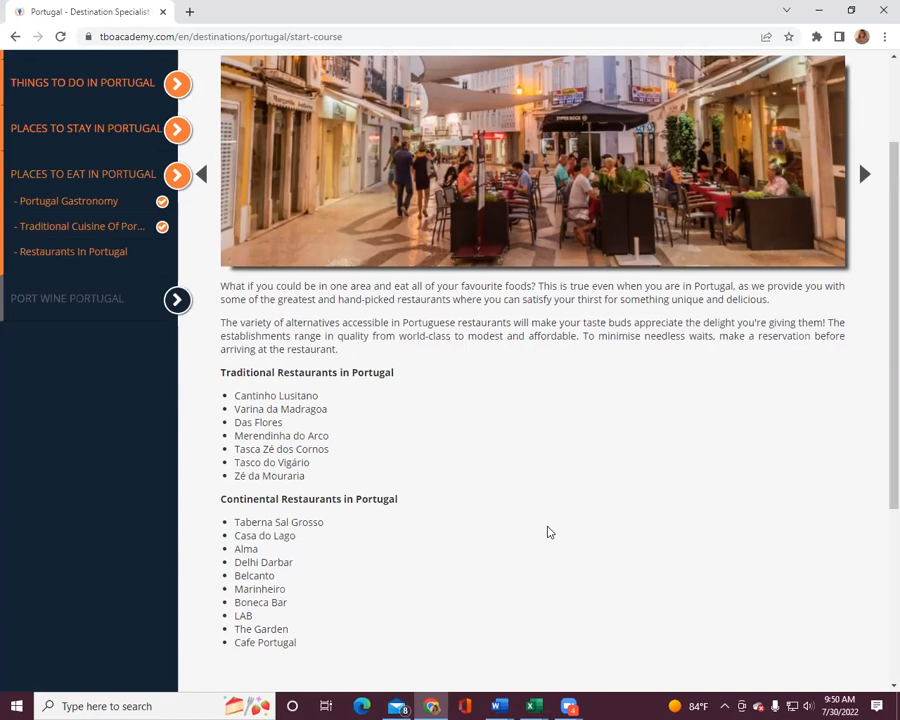 Portugal - Destination Specialist
tboacademy.com/en/destinations/portugal/start-course
THINGS TO DO IN PORTUGAL
PLACES TO STAY IN PORTUGAL
PLACES TO EAT IN PORTUGAL
- Portugal Gastronomy
- Traditional Cuisine Of Por...
- Restaurants In Portugal
PORT WINE PORTUGAL
What if you could be in one area and eat all of your favourite foods? This is true even when you are in Portugal, as we provide you with
some of the greatest and hand-picked restaurants where you can satisfy your thirst for something unique and delicious.
The variety of alternatives accessible in Portuguese restaurants will make your taste buds appreciate the delight you're giving them! The
establishments range in quality from world-class to modest and affordable. To minimise needless waits, make a reservation before
arriving at the restaurant.
Traditional Restaurants in Portugal
• Cantinho Lusitano
• Varina da Madragoa
• Das Flores
• Merendinha do Arco
• Tasca Zé dos Cornos
• Tasco do Vigário
• Zé da Mouraria
Continental Restaurants in Portugal
• Taberna Sal Grosso
• Casa do Lago
• Alma
• Delhi Darbar
• Belcanto
• Marinheiro
• Boneca Bar
• LAB
• The Garden
• Cafe Portugal
Type here to search
8
4
84°F
9:50 AM
7/30/2022